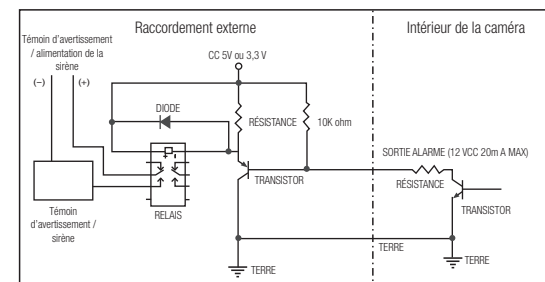 Raccordement externe
Intérieur de la caméra
Témoin d'avertissement
/ alimentation de la
sirène
(−)
(+)
CC 5V ou 3,3 V
DIODE
RÉSISTANCE
10K ohm
SORTIE ALARME (12 VCC 20m A MAX)
TRANSISTOR
RÉSISTANCE
TRANSISTOR
RELAIS
Témoin
d'avertissement /
sirène
TERRE
TERRE
TERRE